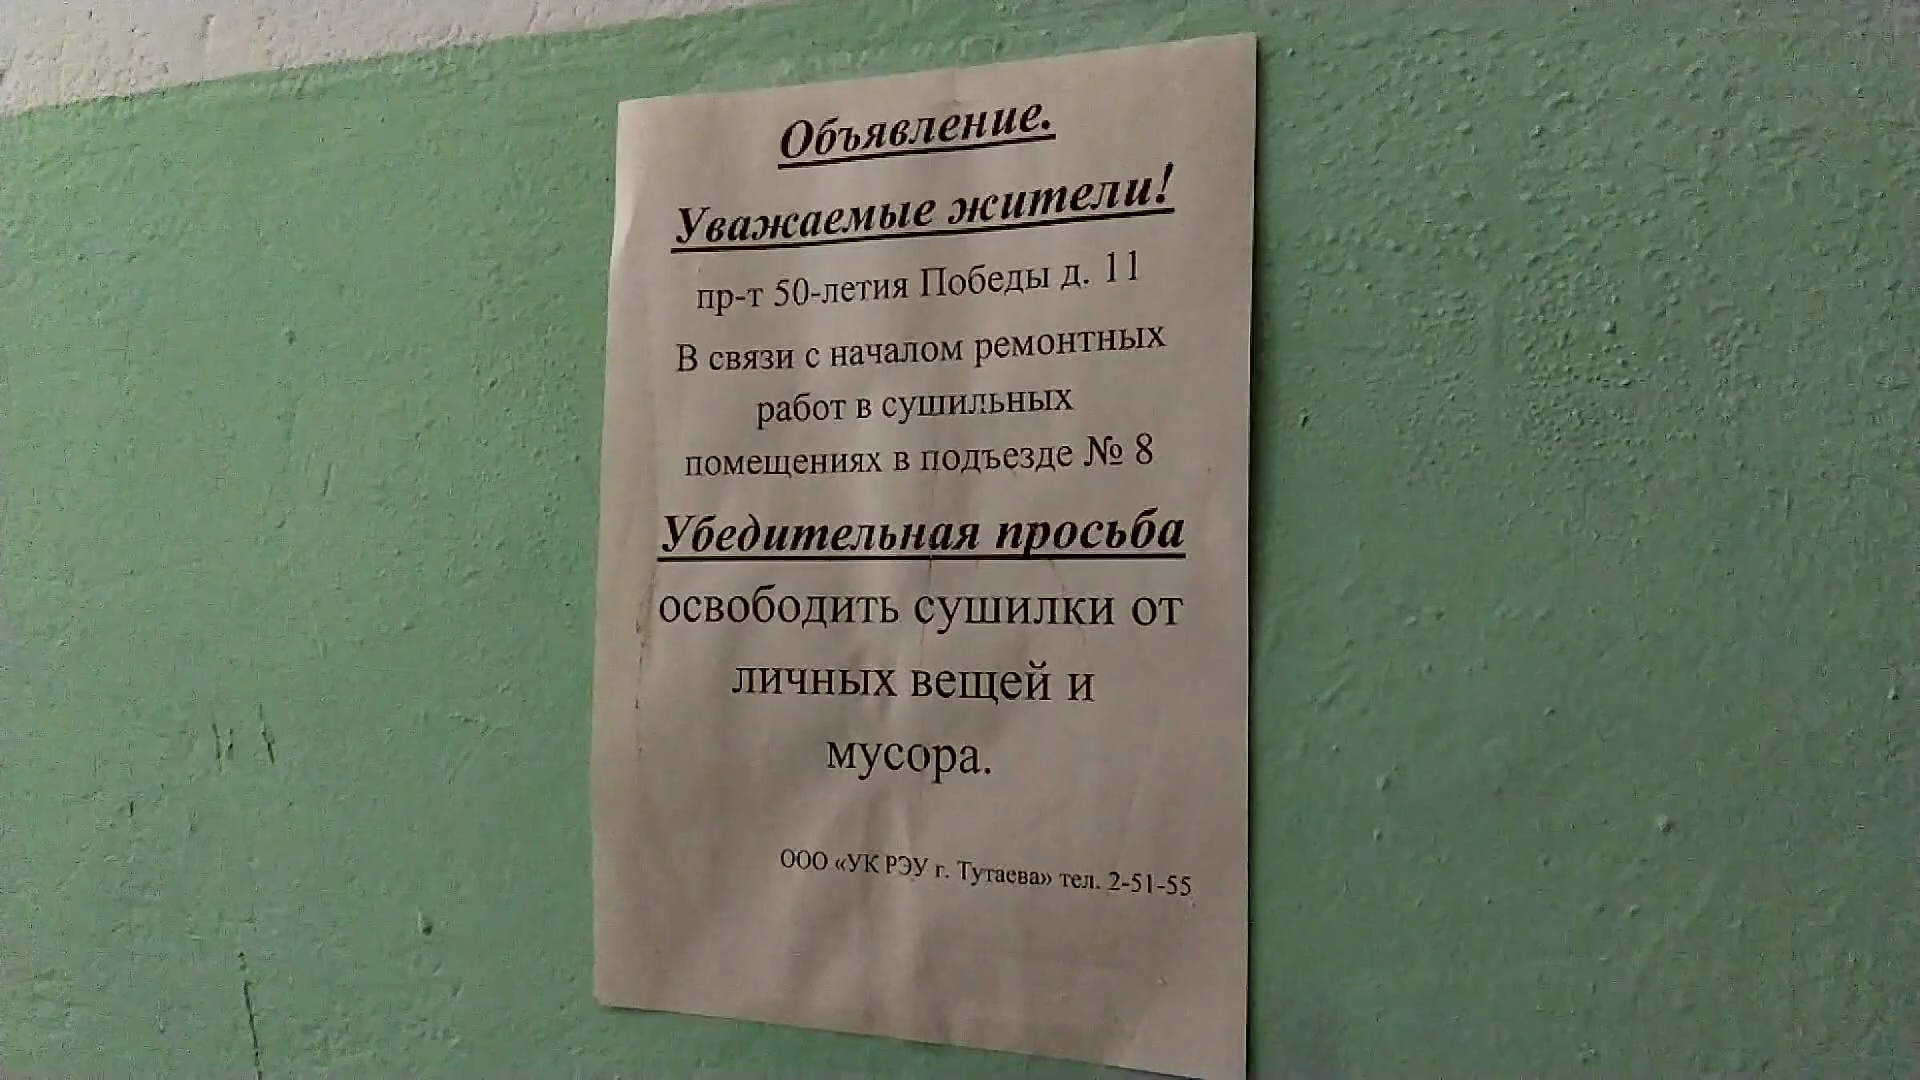 Объявление.
Уважаемые жители!
пр-т 50-летия Победы д. 11
В связи с началом ремонтных
работ в сушильных
помещениях в подъезде № 8
Убедительная просьба
освободить сушилки от
личных вещей и
мусора.
ООО «УК РЭУ г. Тутаева» тел. 2-51-55